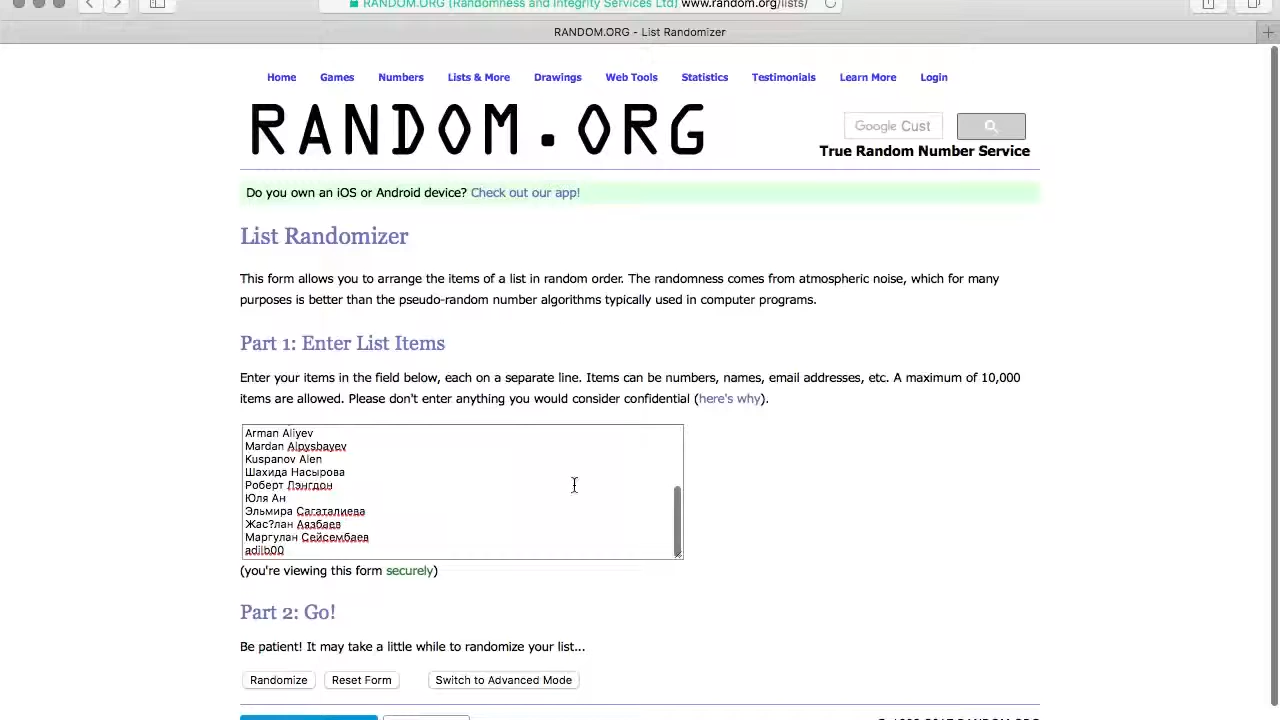 RANDOM.ORG (Randomness and Integrity Services Ltd) www.random.org/lists/
RANDOM.ORG - List Randomizer
Home Games Numbers Lists & More Drawings Web Tools Statistics Testimonials Learn More Login
RANDOM.ORG
Google Cust
True Random Number Service
Do you own an iOS or Android device? Check out our app!
List Randomizer
This form allows you to arrange the items of a list in random order. The randomness comes from atmospheric noise, which for many
purposes is better than the pseudo-random number algorithms typically used in computer programs.
Part 1: Enter List Items
Enter your items in the field below, each on a separate line. Items can be numbers, names, email addresses, etc. A maximum of 10,000
items are allowed. Please don't enter anything you would consider confidential (here's why).
Arman Aliyev
Mardan Alpysbayev
Kuspanov Alen
Шахида Насырова
Роберт Лэнгдон
Юля Ан
Эльмира Сагаталиева
Жас?лан Аязбаев
Маргулан Сейсембаев
adilb00
(you're viewing this form securely)
Part 2: Go!
Be patient! It may take a little while to randomize your list...
Randomize Reset Form Switch to Advanced Mode